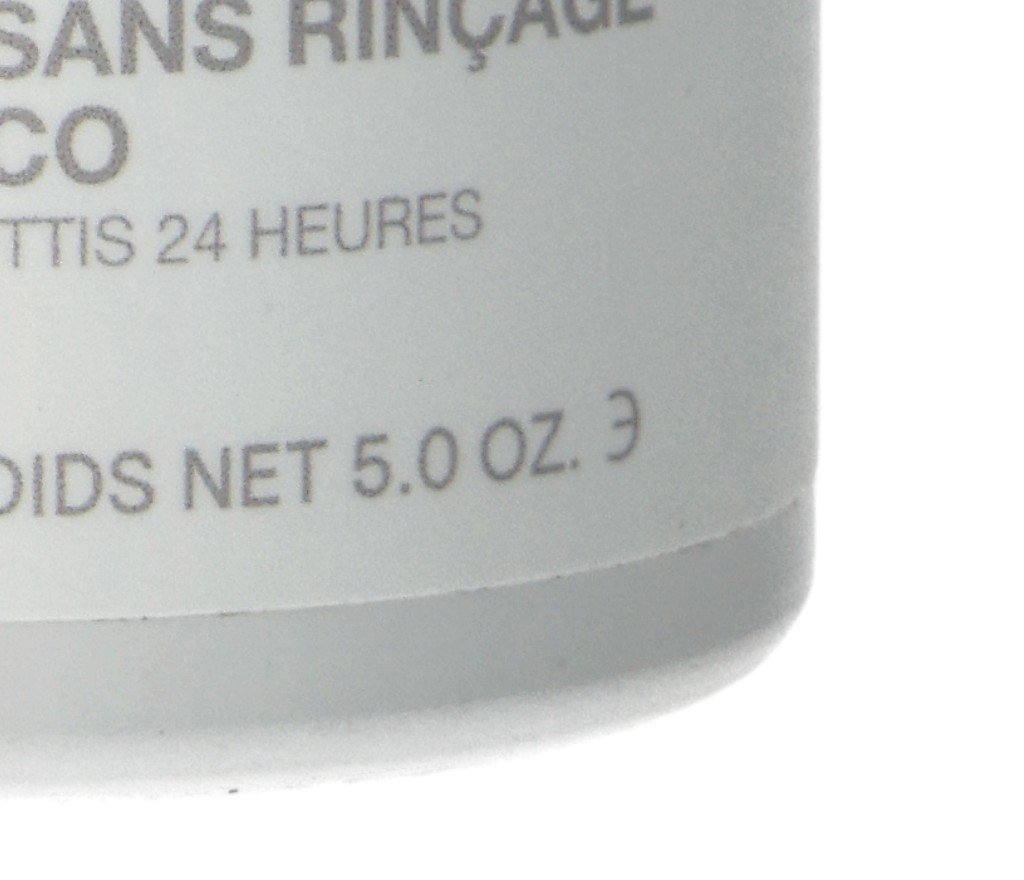 SANS RINÇAGE
CO
TTIS 24 HEURES
OIDS NET 5.0 OZ. ℈